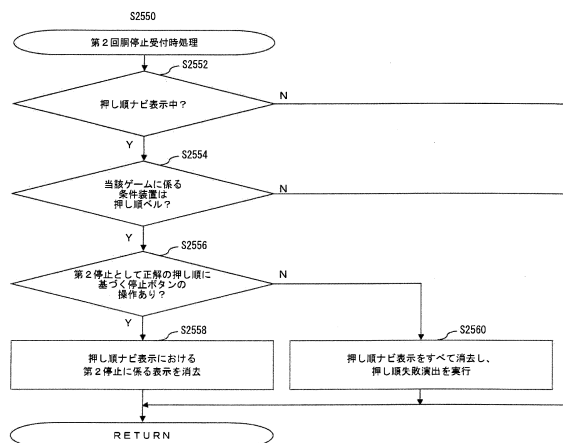 S2550
第２回胴停止受付時処理
S2552
押し順ナビ表示中？
N
Y
S2554
当該ゲームに係る
条件装置は
押し順ベル？
N
Y
S2556
第２停止として正解の押し順に
基づく停止ボタンの
操作あり？
N
Y
S2558
押し順ナビ表示における
第２停止に係る表示を消去
S2560
押し順ナビ表示をすべて消去し、
押し順失敗演出を実行
ＲＥＴＵＲＮ